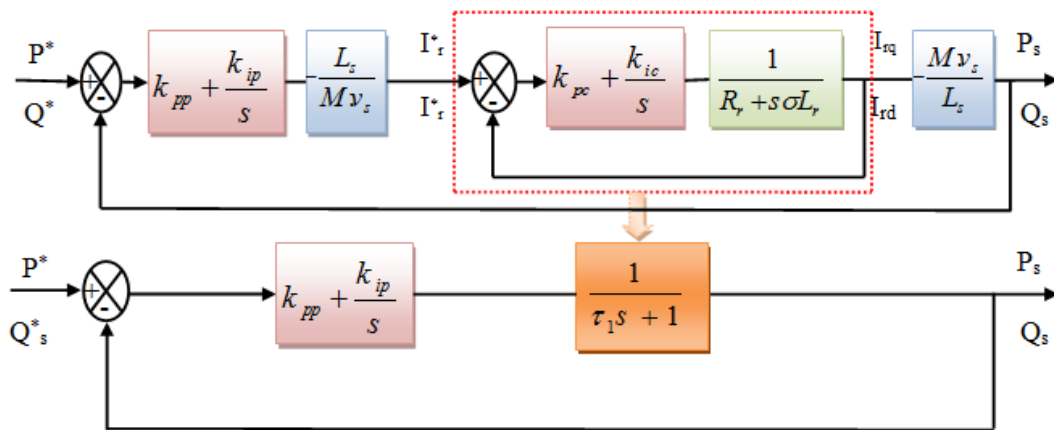 P* + - k_pp + k_ip/s -L_s/Mv_s I*_r + - k_pc + k_ic/s 1/(R_r + sσL_r) I_rq -Mv_s/L_s P_s
Q* I*_r I_rd Q_s
P* + - k_pp + k_ip/s 1/(τ_1 s + 1) P_s
Q*_s Q_s